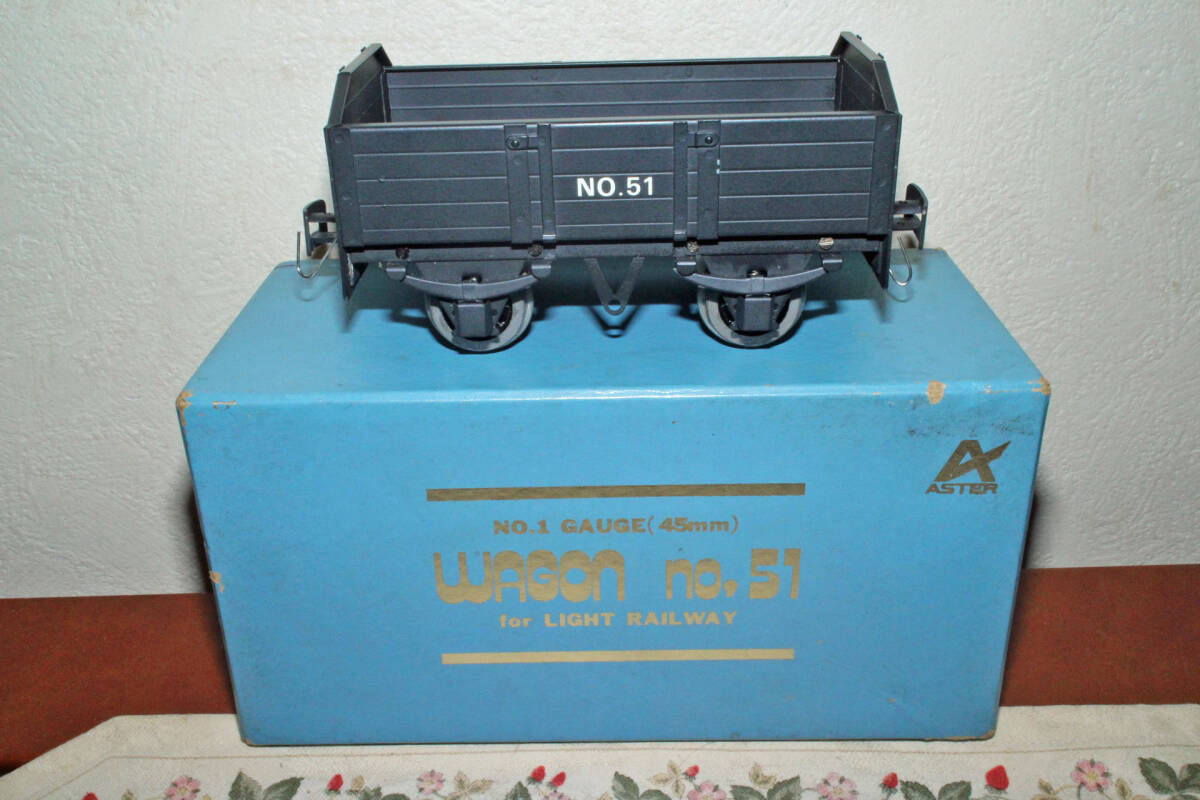 NO.51
ASTER
NO.1 GAUGE(45mm)
WAGON no.51
for LIGHT RAILWAY